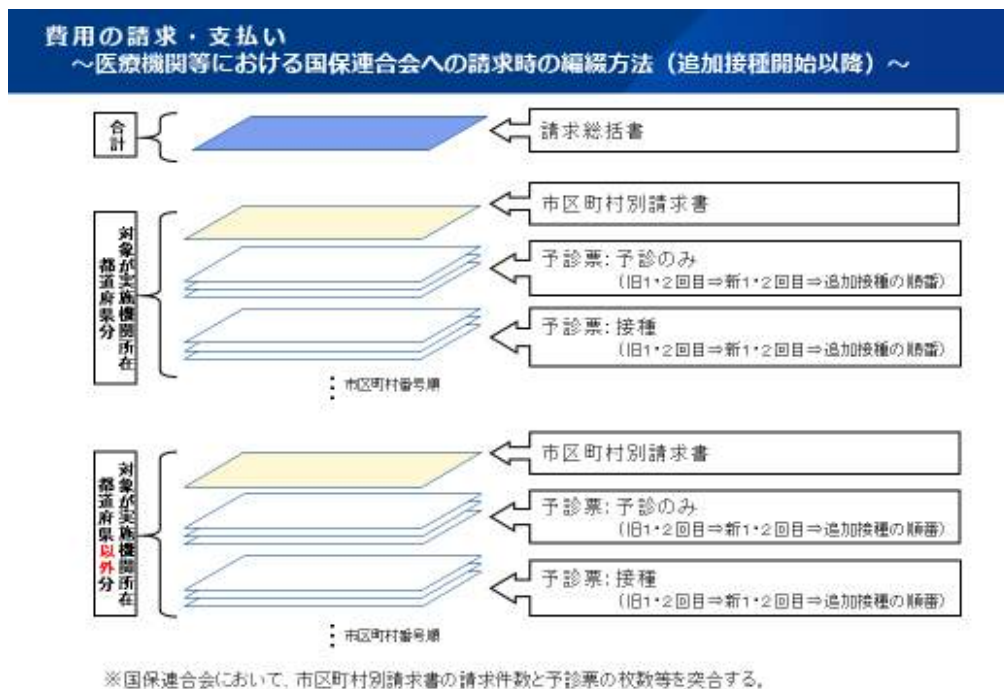 費用の請求・支払い
～医療機関等における国保連合会への請求時の編綴方法（追加接種開始以降）～
合計
請求総括書
対象が実施機関所在
都道府県分
市区町村別請求書
予診票：予診のみ
（旧1・2回目⇒新1・2回目⇒追加接種の順番）
予診票：接種
（旧1・2回目⇒新1・2回目⇒追加接種の順番）
市区町村番号順
対象が実施機関所在
都道府県以外分
市区町村別請求書
予診票：予診のみ
（旧1・2回目⇒新1・2回目⇒追加接種の順番）
予診票：接種
（旧1・2回目⇒新1・2回目⇒追加接種の順番）
市区町村番号順
※国保連合会において、市区町村別請求書の請求件数と予診票の枚数等を突合する。